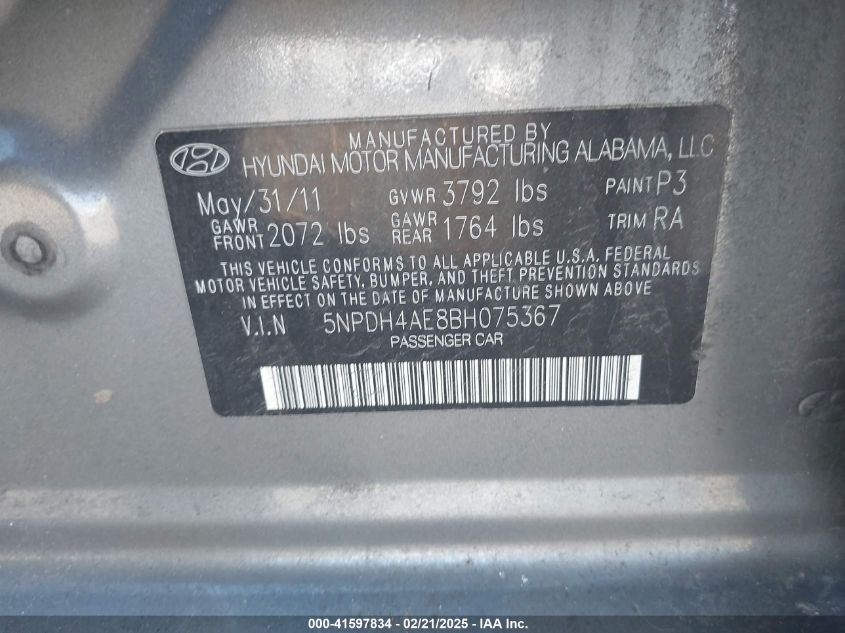 MANUFACTURED BY
HYUNDAI MOTOR MANUFACTURING ALABAMA, LLC
May/31/11 GVWR 3792 lbs PAINT P3
GAWR FRONT 2072 lbs GAWR REAR 1764 lbs TRIM RA
THIS VEHICLE CONFORMS TO ALL APPLICABLE U.S.A. FEDERAL
MOTOR VEHICLE SAFETY, BUMPER, AND THEFT PREVENTION STANDARDS
IN EFFECT ON THE DATE OF MANUFACTURE SHOWN ABOVE
V.I.N 5NPDH4AE8BH075367
PASSENGER CAR
000-41597834 / 02/21/2025 - IAA Inc.